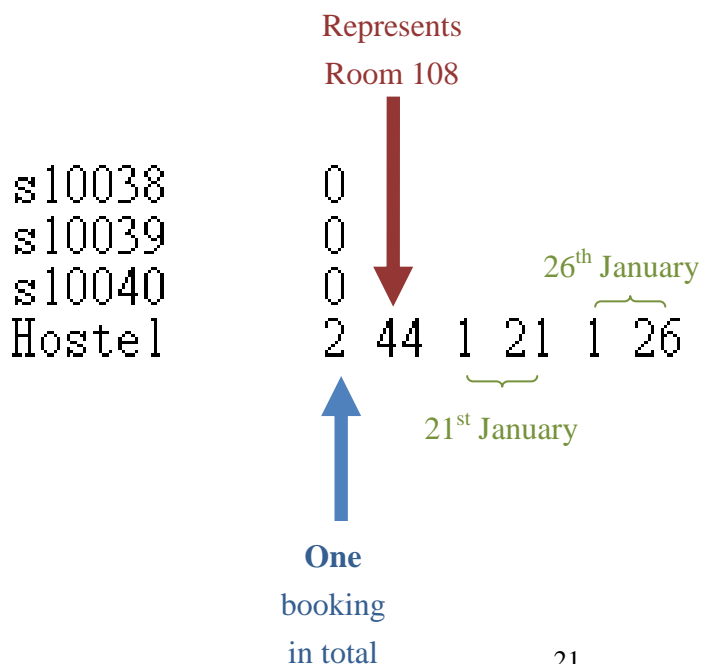 Represents
Room 108
s10038 0
s10039 0
s10040 0
26th January
Hostel 2 44 1 21 1 26
21st January
One
booking
in total
21